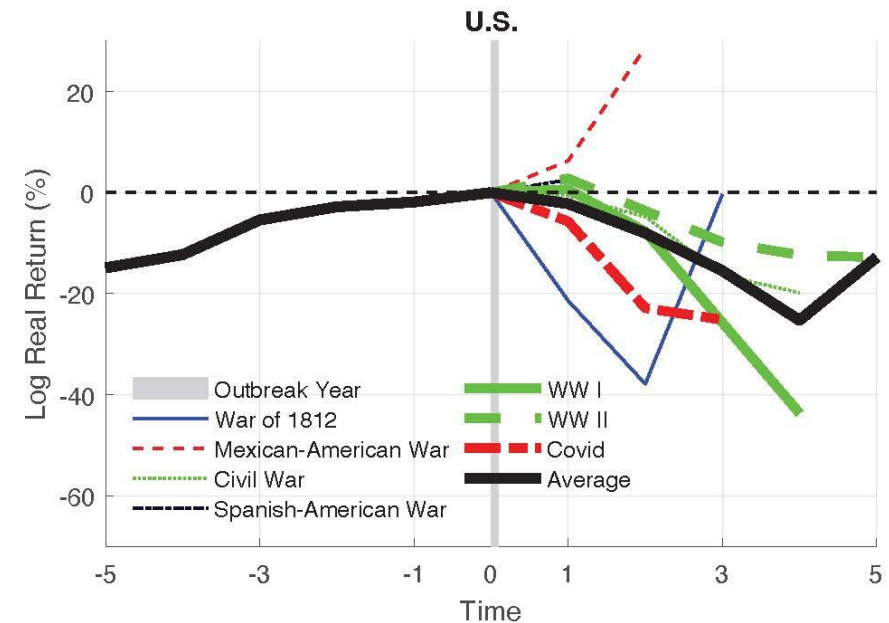 U.S.
Log Real Return (%)
20
0
-20
-40
-60
Outbreak Year
War of 1812
Mexican-American War
Civil War
Spanish-American War
WW I
WW II
Covid
Average
-5 -3 -1 0 1 3 5
Time